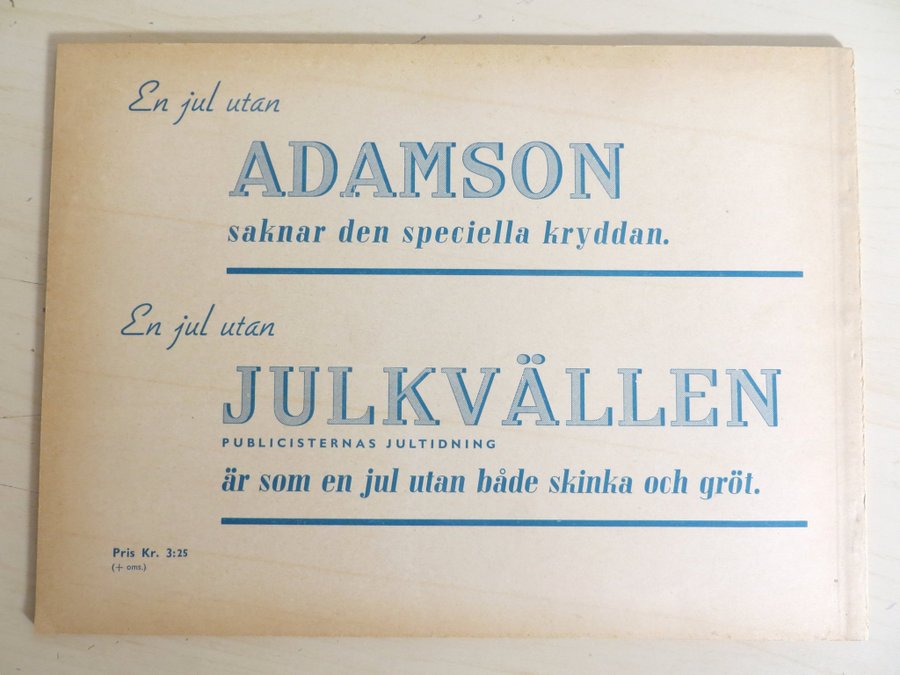 En jul utan
ADAMSON
saknar den speciella kryddan.
En jul utan
JULKVÄLLEN
PUBLICISTERNAS JULTIDNING
är som en jul utan både skinka och gröt.
Pris Kr. 3:25
(+ oms.)